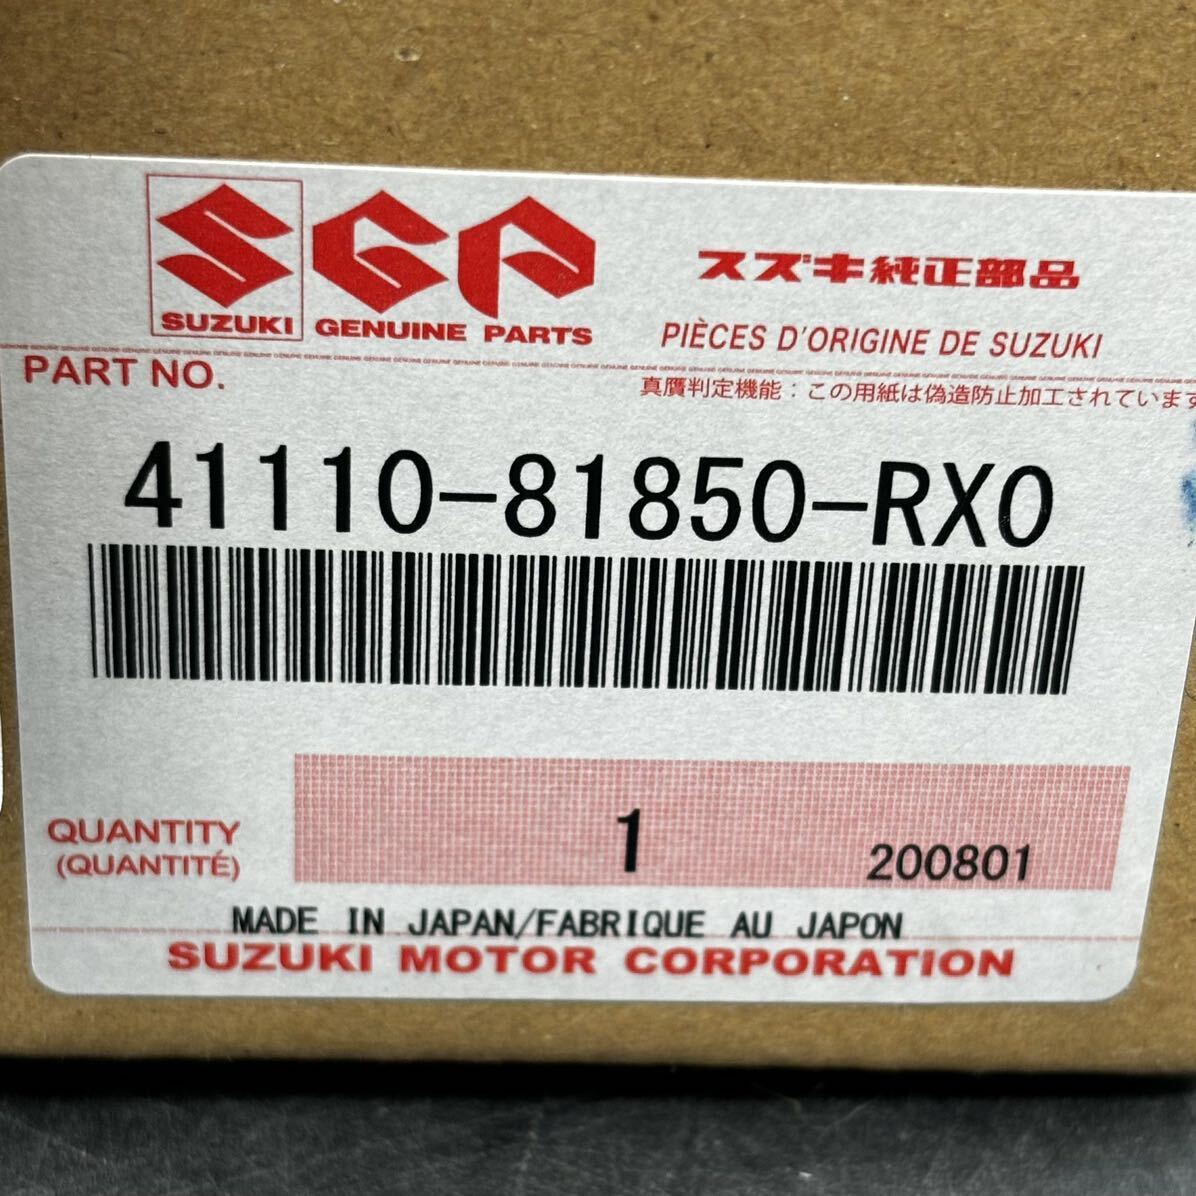 SGP
SUZUKI GENUINE PARTS
スズキ純正部品
PIÈCES D'ORIGINE DE SUZUKI
PART NO.
真贋判定機能：この用紙は偽造防止加工されています
41110-81850-RX0
QUANTITY
(QUANTITÉ)
1
200801
MADE IN JAPAN/FABRIQUE AU JAPON
SUZUKI MOTOR CORPORATION